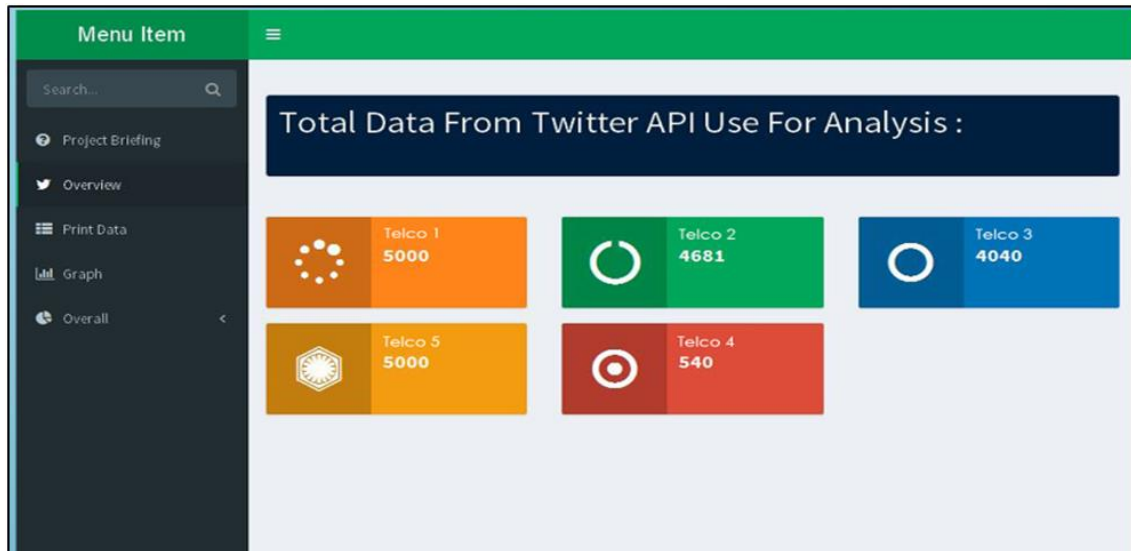 Menu Item
Search...
Project Briefing
Overview
Print Data
Graph
Overall
Total Data From Twitter API Use For Analysis :
Telco 1
5000
Telco 2
4681
Telco 3
4040
Telco 5
5000
Telco 4
540